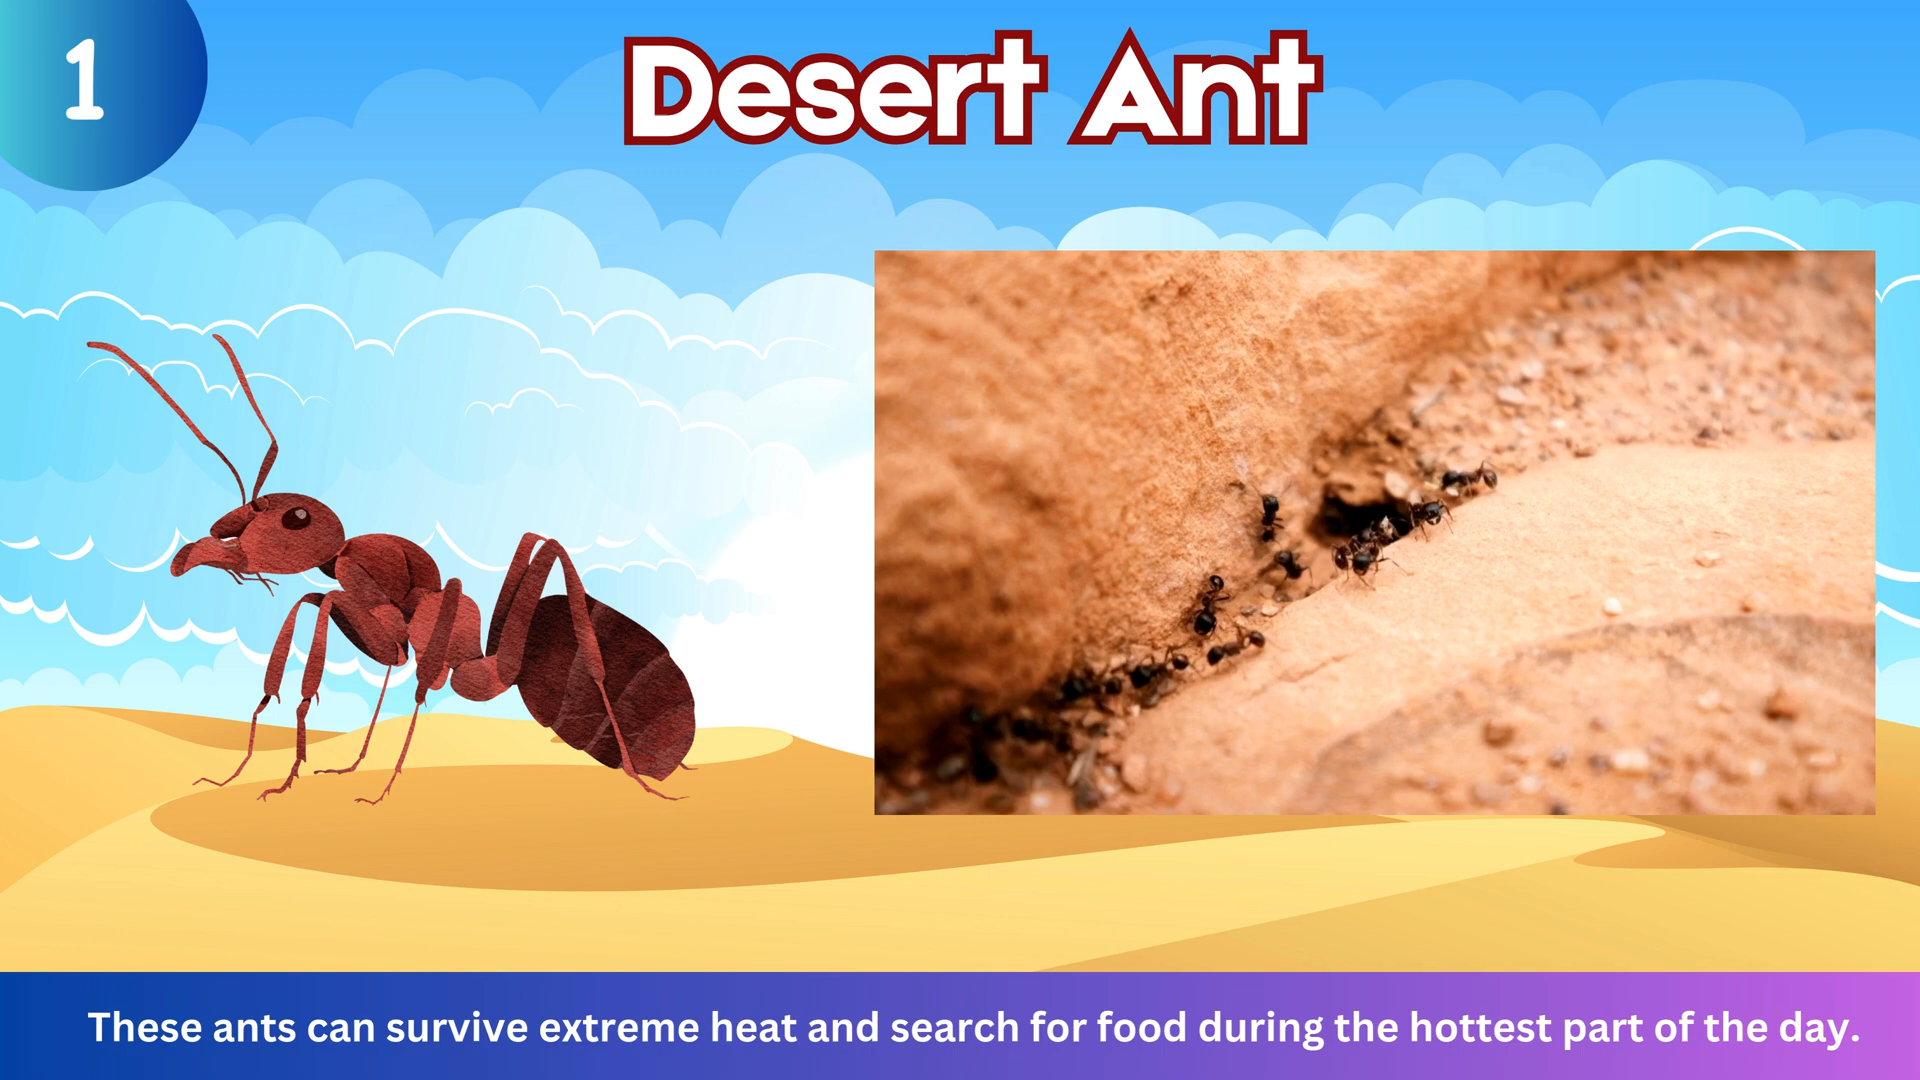 1
Desert Ant
These ants can survive extreme heat and search for food during the hottest part of the day.